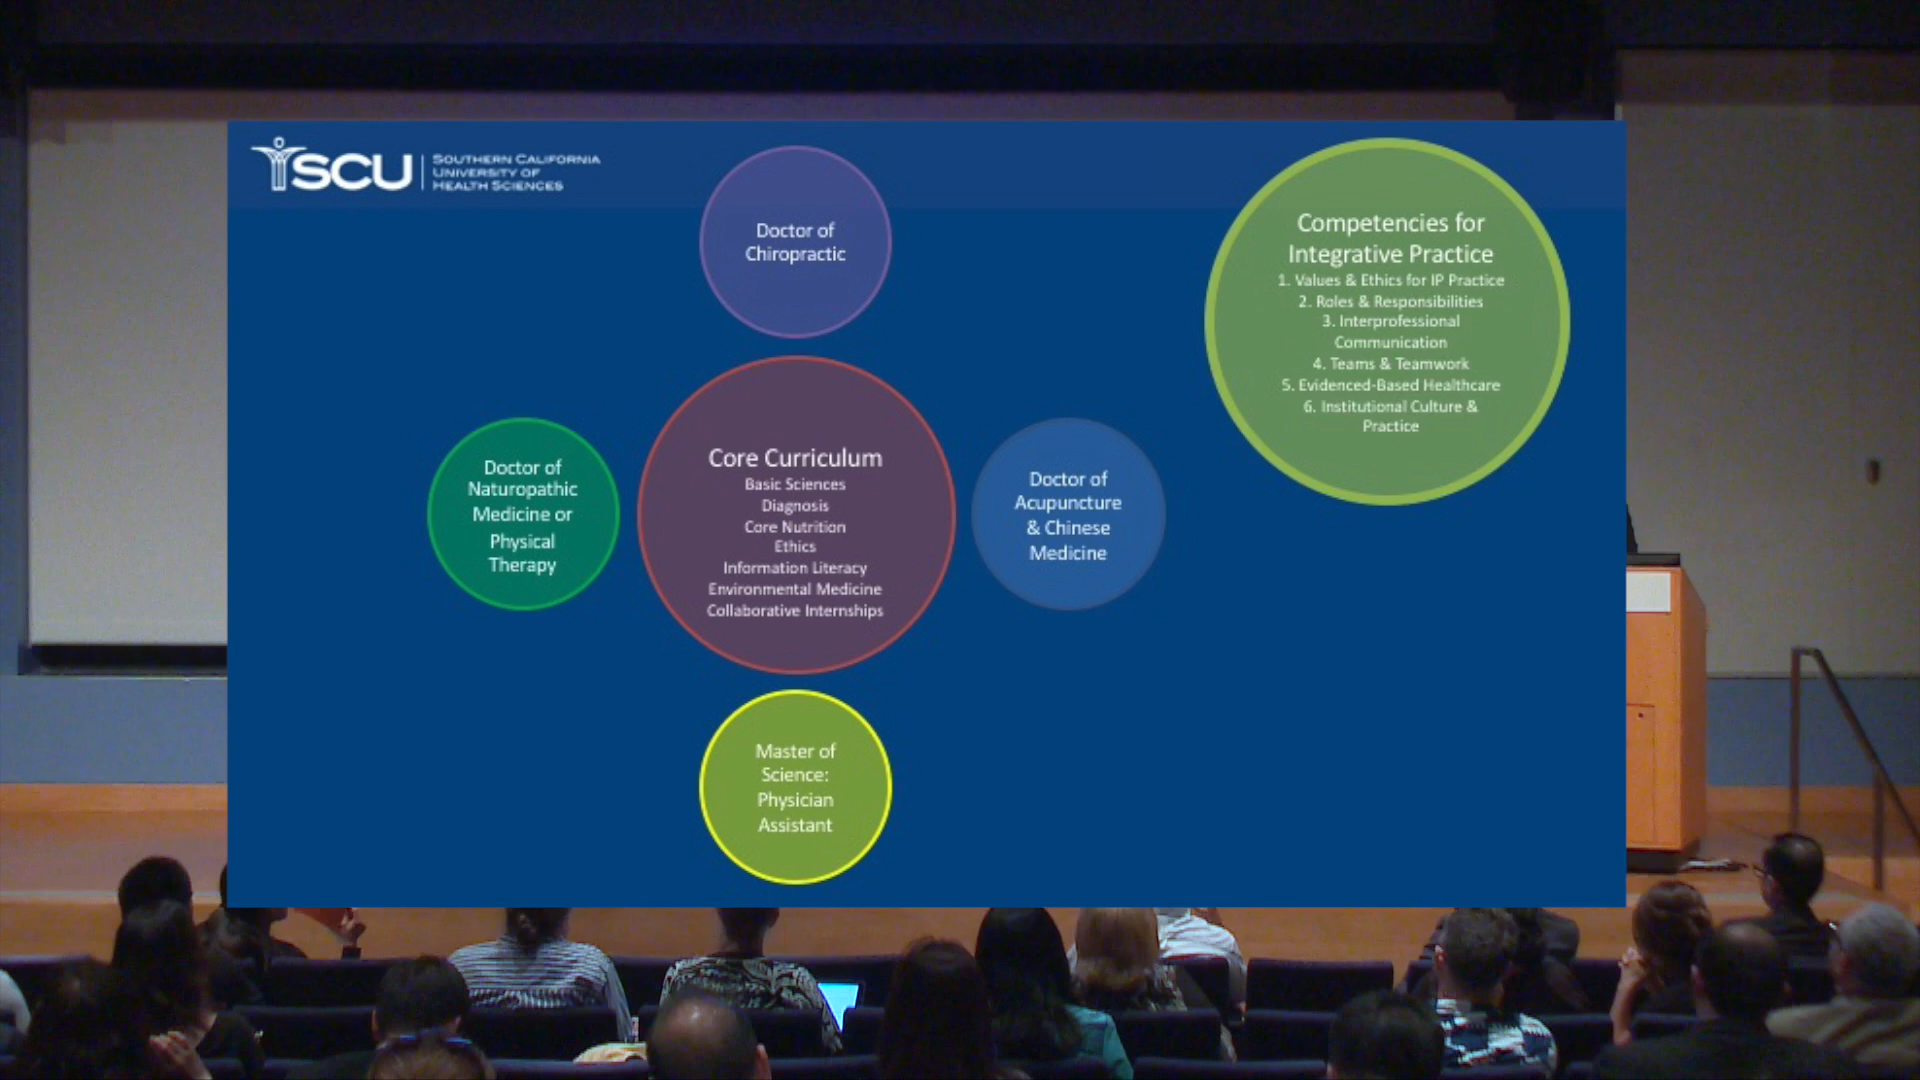 SCU
SOUTHERN CALIFORNIA
UNIVERSITY OF
HEALTH SCIENCES
Doctor of
Chiropractic
Competencies for
Integrative Practice
1. Values & Ethics for IP Practice
2. Roles & Responsibilities
3. Interprofessional
Communication
4. Teams & Teamwork
5. Evidenced-Based Healthcare
6. Institutional Culture &
Practice
Doctor of
Naturopathic
Medicine or
Physical
Therapy
Core Curriculum
Basic Sciences
Diagnosis
Core Nutrition
Ethics
Information Literacy
Environmental Medicine
Collaborative Internships
Doctor of
Acupuncture
& Chinese
Medicine
Master of
Science:
Physician
Assistant